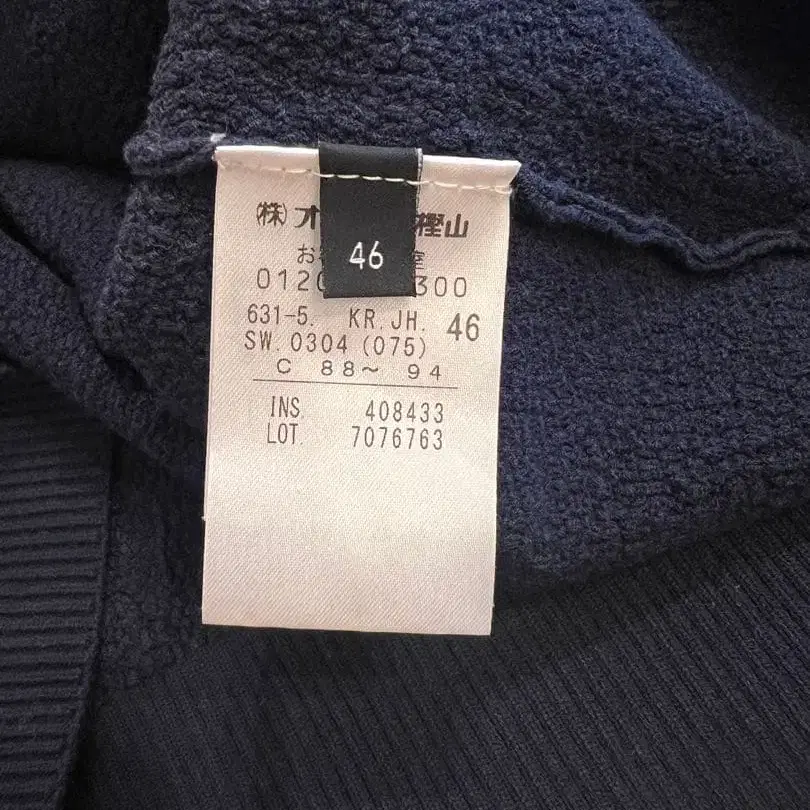 46
(株)オ 樫山
お 室
0120 300
631-5. KR.JH. 46
SW.0304 (075)
C 88～ 94
INS. 408433
LOT. 7076763